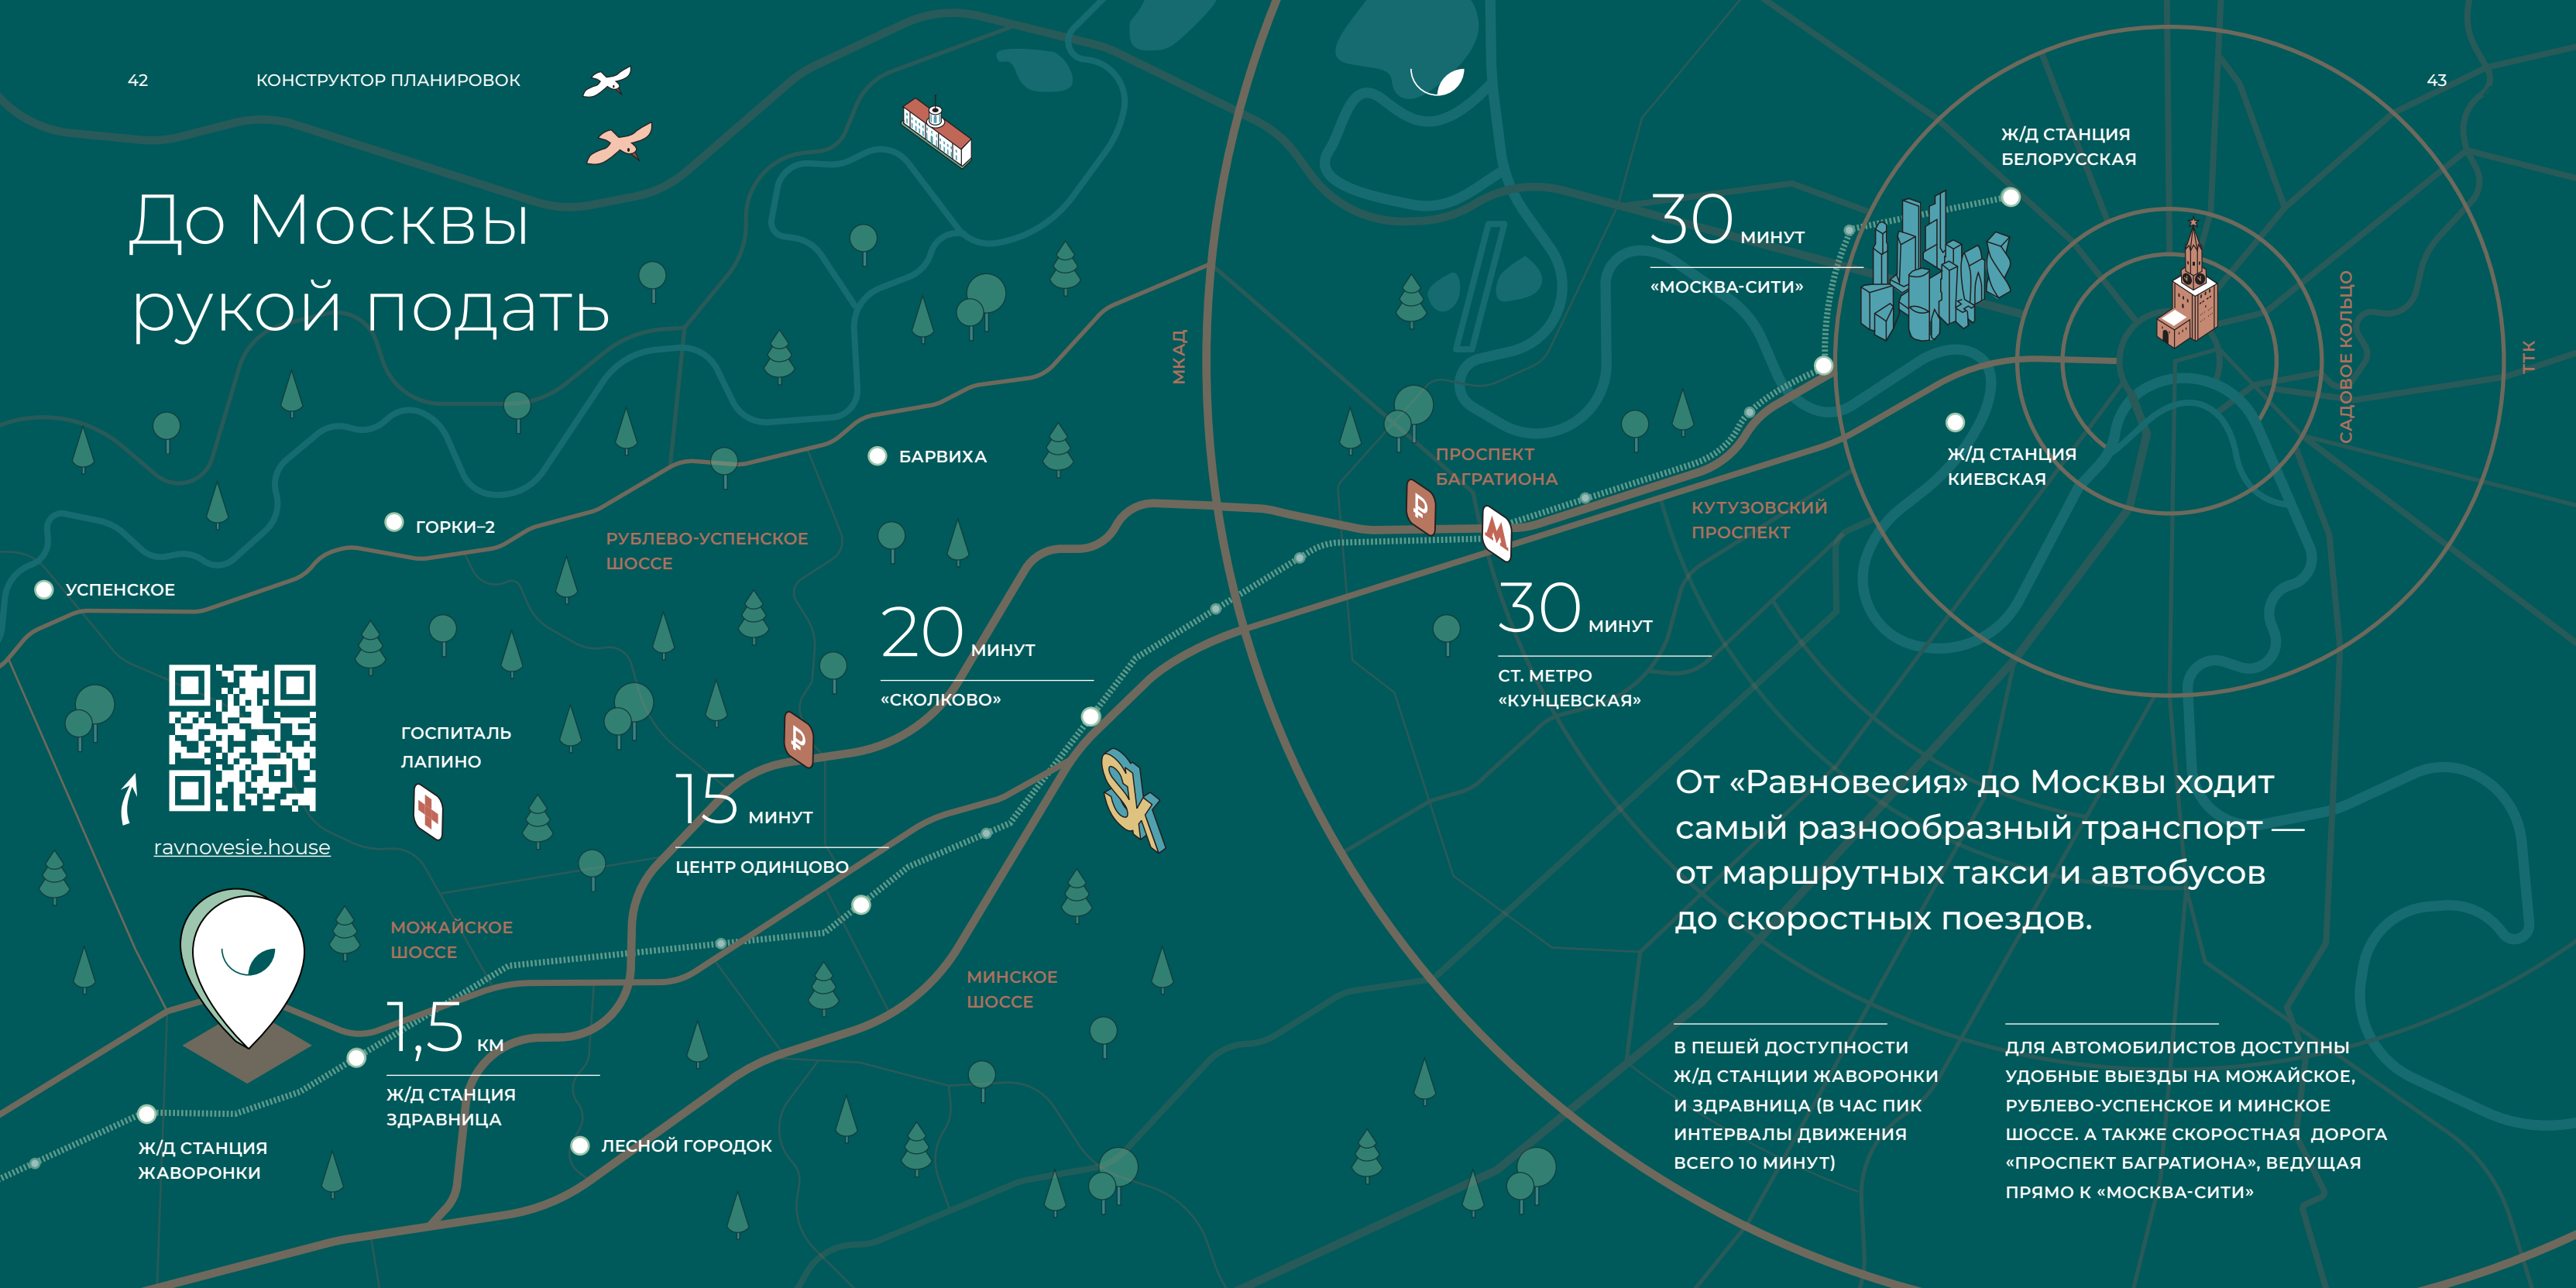 42
КОНСТРУКТОР ПЛАНИРОВОК
43
До Москвы
рукой подать
Ж/Д СТАНЦИЯ
БЕЛОРУССКАЯ
30 МИНУТ
«МОСКВА-СИТИ»
МКАД
САДОВОЕ КОЛЬЦО
ТТК
БАРВИХА
ПРОСПЕКТ
БАГРАТИОНА
Ж/Д СТАНЦИЯ
КИЕВСКАЯ
ГОРКИ–2
РУБЛЕВО-УСПЕНСКОЕ
ШОССЕ
₽
М
КУТУЗОВСКИЙ
ПРОСПЕКТ
УСПЕНСКОЕ
20 МИНУТ
«СКОЛКОВО»
30 МИНУТ
СТ. МЕТРО
«КУНЦЕВСКАЯ»
ГОСПИТАЛЬ
ЛАПИНО
₽
Sk
15 МИНУТ
ЦЕНТР ОДИНЦОВО
ravnovesie.house
МОЖАЙСКОЕ
ШОССЕ
МИНСКОЕ
ШОССЕ
1,5 КМ
Ж/Д СТАНЦИЯ
ЗДРАВНИЦА
Ж/Д СТАНЦИЯ
ЖАВОРОНКИ
ЛЕСНОЙ ГОРОДОК
От «Равновесия» до Москвы ходит
самый разнообразный транспорт —
от маршрутных такси и автобусов
до скоростных поездов.
В ПЕШЕЙ ДОСТУПНОСТИ
Ж/Д СТАНЦИИ ЖАВОРОНКИ
И ЗДРАВНИЦА (В ЧАС ПИК
ИНТЕРВАЛЫ ДВИЖЕНИЯ
ВСЕГО 10 МИНУТ)
ДЛЯ АВТОМОБИЛИСТОВ ДОСТУПНЫ
УДОБНЫЕ ВЫЕЗДЫ НА МОЖАЙСКОЕ,
РУБЛЕВО-УСПЕНСКОЕ И МИНСКОЕ
ШОССЕ. А ТАКЖЕ СКОРОСТНАЯ ДОРОГА
«ПРОСПЕКТ БАГРАТИОНА», ВЕДУЩАЯ
ПРЯМО К «МОСКВА-СИТИ»